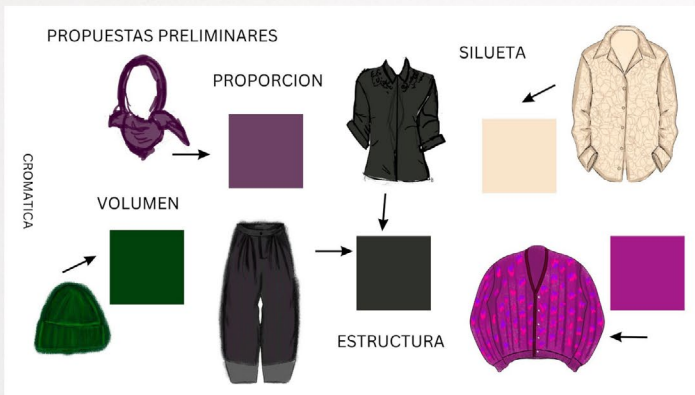 PROPUESTAS PRELIMINARES
SILUETA
PROPORCION
CROMATICA
VOLUMEN
ESTRUCTURA